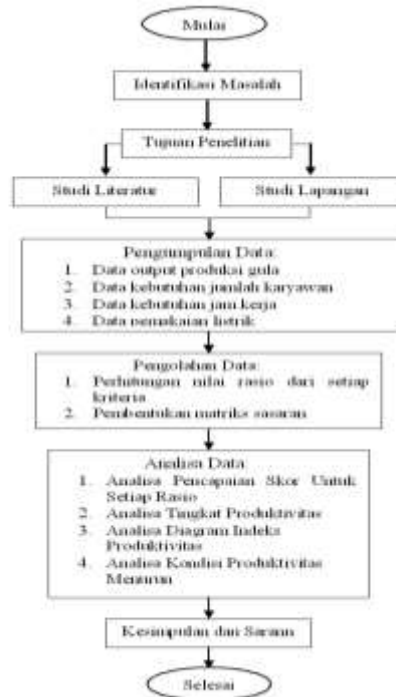 Mulai
Identifikasi Masalah
Tujuan Penelitian
Studi Literatur
Studi Lapangan
Pengumpulan Data:
1. Data output produksi gula
2. Data kebutuhan jumlah karyawan
3. Data kebutuhan jam kerja
4. Data pemakaian listrik
Pengolahan Data:
1. Perhitungan nilai rasio dari setiap
kriteria
2. Pembentukan matriks sasaran
Analisa Data
1. Analisa Pencapaian Skor Untuk
Setiap Rasio
2. Analisa Tingkat Produktivitas
3. Analisa Diagram Indeks
Produktivitas
4. Analisa Kondisi Produktivitas
Menurun
Kesimpulan dan Saran
Selesai